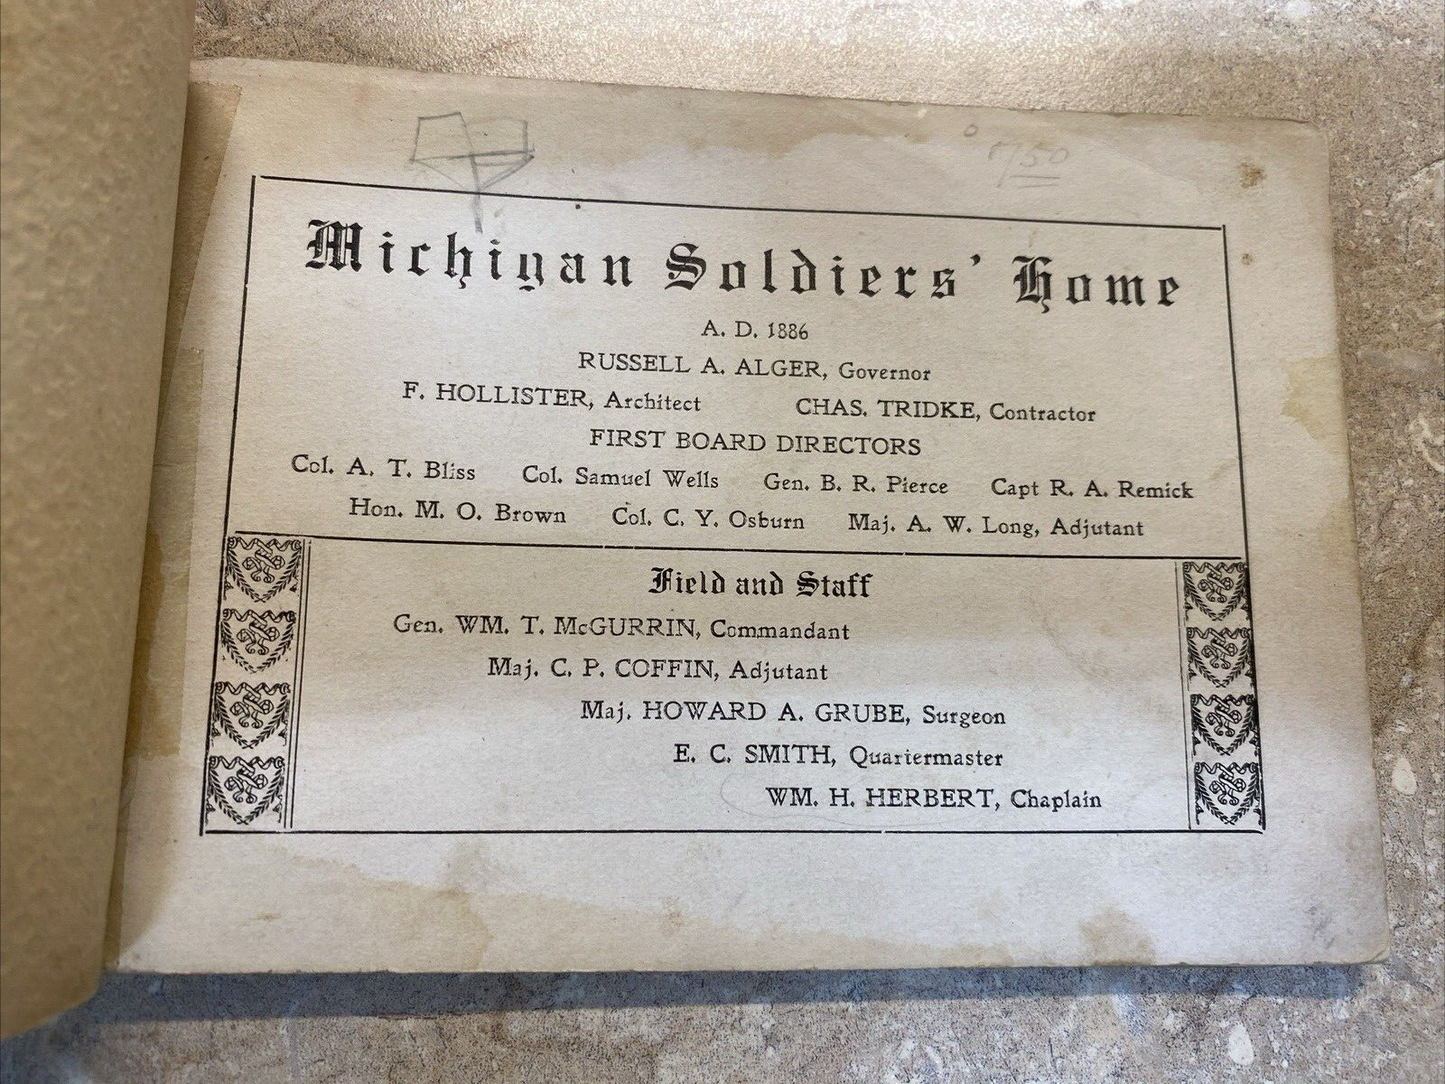 1750
Michigan Soldiers' Home
A. D. 1886
RUSSELL A. ALGER, Governor
F. HOLLISTER, Architect CHAS. TRIDKE, Contractor
FIRST BOARD DIRECTORS
Col. A. T. Bliss Col. Samuel Wells Gen. B. R. Pierce Capt R. A. Remick
Hon. M. O. Brown Col. C. Y. Osburn Maj. A. W. Long, Adjutant
Field and Staff
Gen. WM. T. McGURRIN, Commandant
Maj. C. P. COFFIN, Adjutant
Maj. HOWARD A. GRUBE, Surgeon
E. C. SMITH, Quartermaster
WM. H. HERBERT, Chaplain